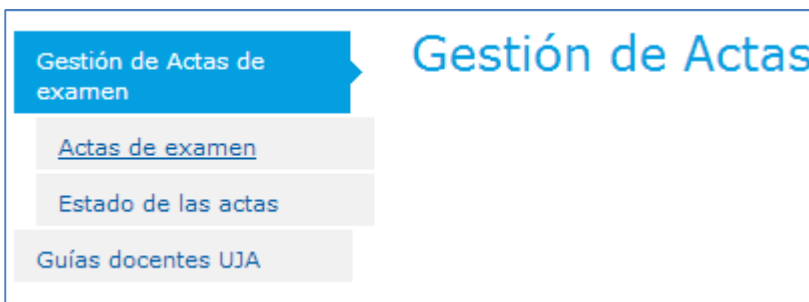 Gestión de Actas de
examen
Gestión de Actas
Actas de examen
Estado de las actas
Guías docentes UJA